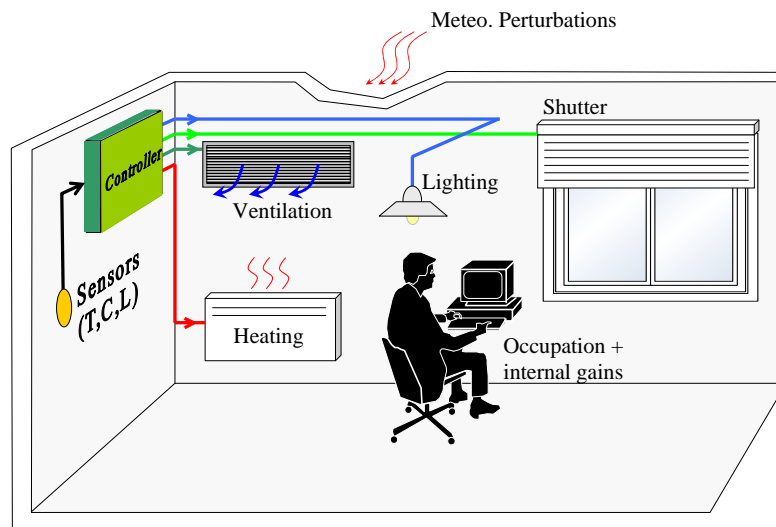 Meteo. Perturbations
Shutter
Controller
Lighting
Ventilation
Sensors
(T,C,L)
Heating
Occupation +
internal gains